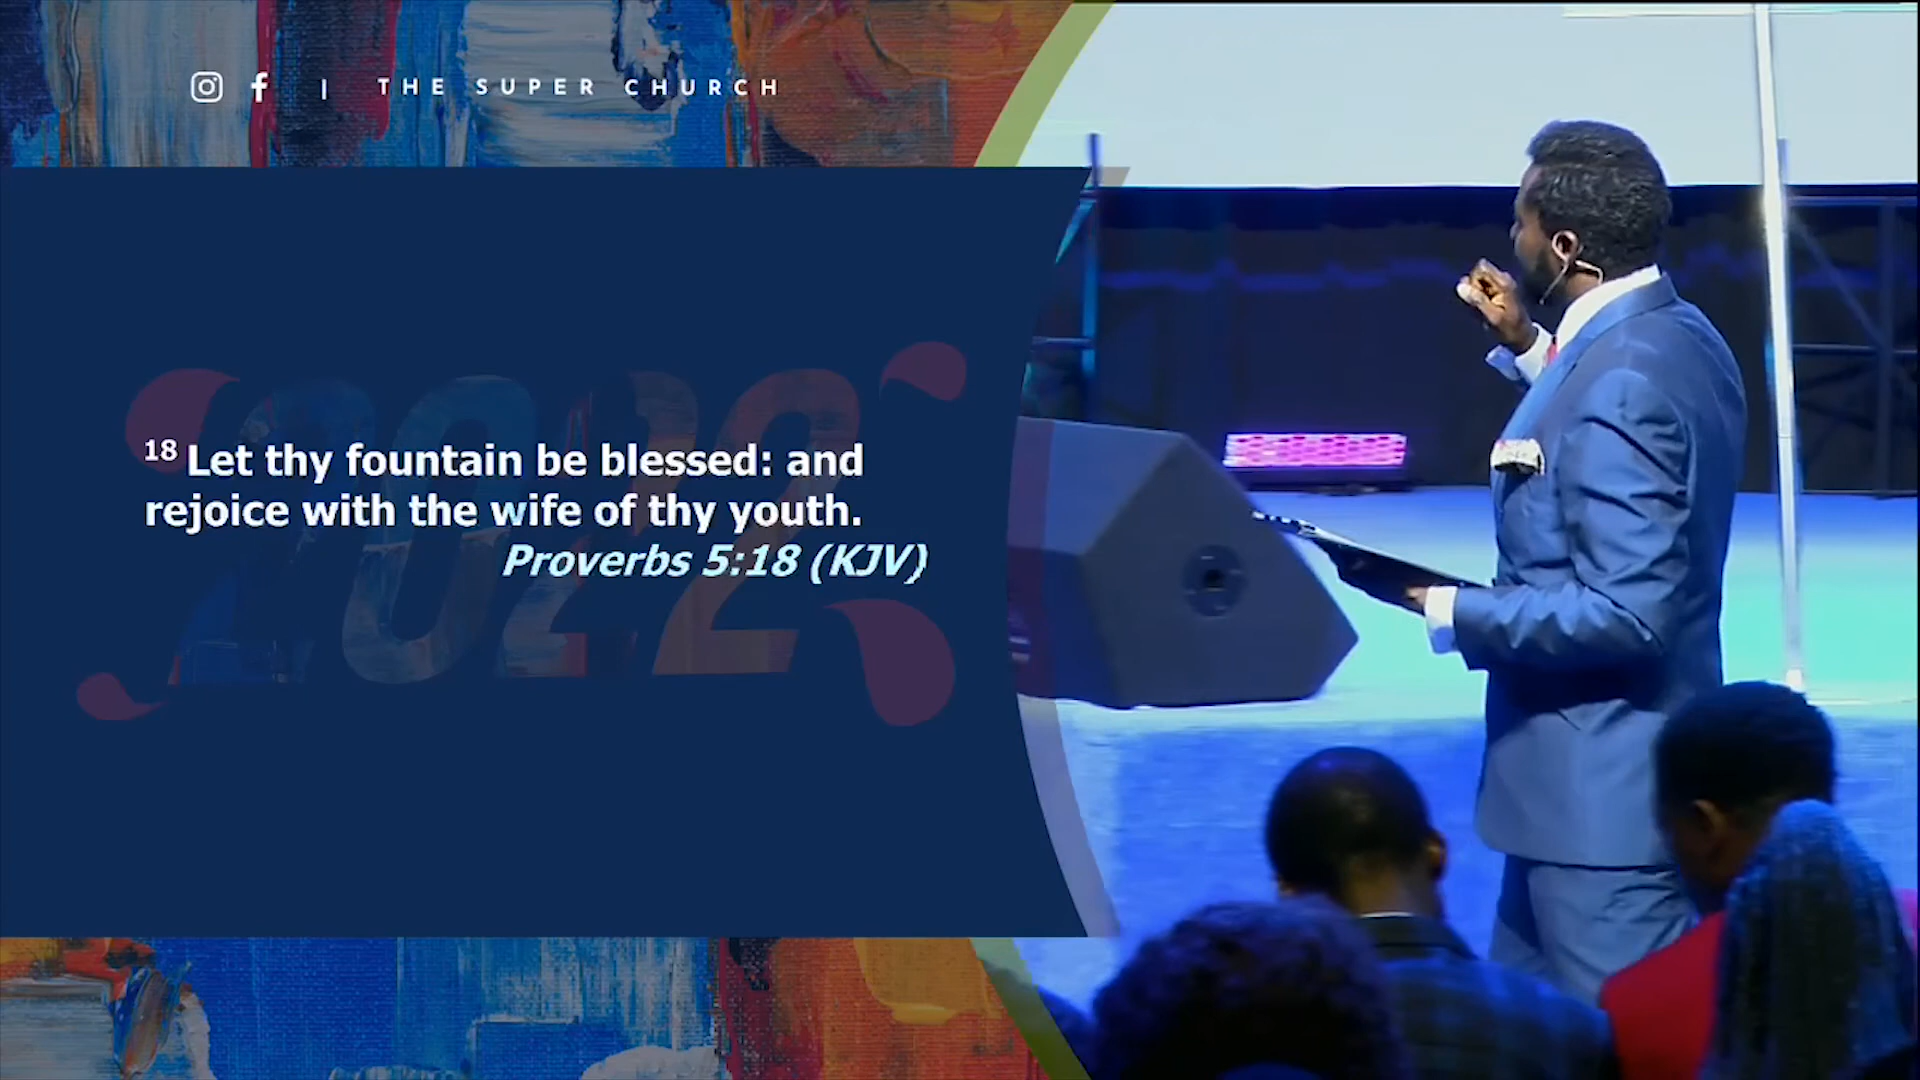 | THE SUPER CHURCH
18 Let thy fountain be blessed: and
rejoice with the wife of thy youth.
Proverbs 5:18 (KJV)
2022